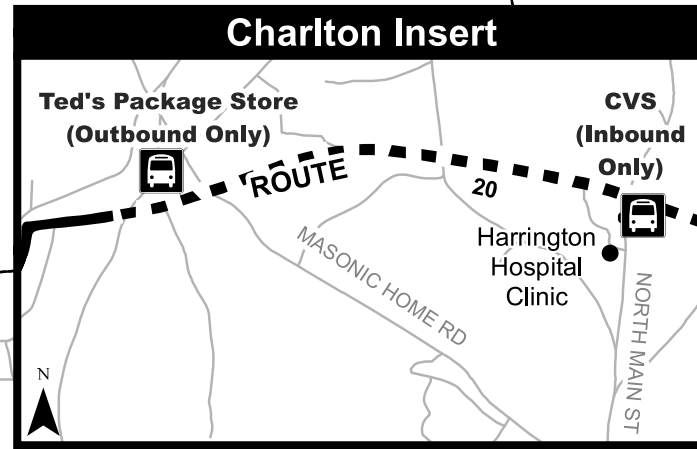 Charlton Insert
Ted's Package Store
(Outbound Only)
CVS
(Inbound
Only)
ROUTE
20
Harrington
Hospital
Clinic
MASONIC HOME RD
NORTH MAIN ST
N